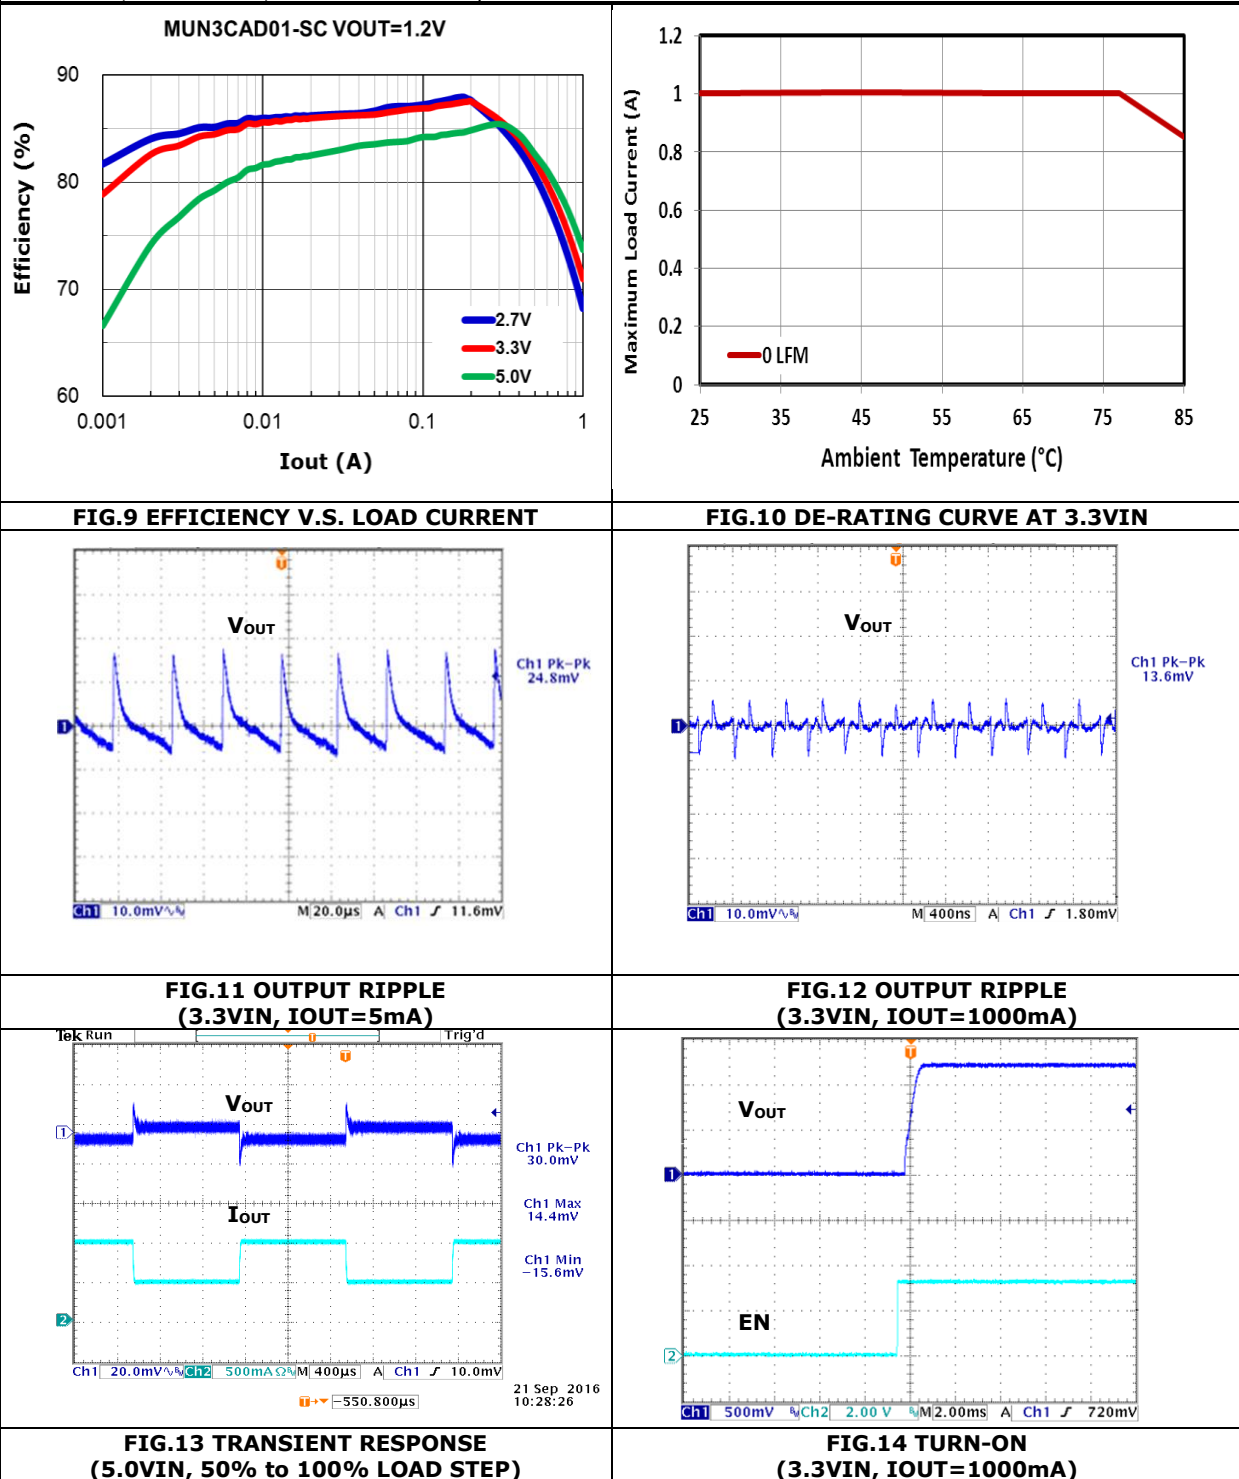 MUN3CAD01-SC VOUT=1.2V
Efficiency (%)
90
80
70
60
2.7V
3.3V
5.0V
0.001 0.01 0.1 1
Iout (A)
Maximum Load Current (A)
1.2
1
0.8
0.6
0.4
0.2
0
0 LFM
25 35 45 55 65 75 85
Ambient Temperature (°C)
FIG.9 EFFICIENCY V.S. LOAD CURRENT
FIG.10 DE-RATING CURVE AT 3.3VIN
T
VOUT
1
Ch1 Pk-Pk
24.8mV
Ch1 10.0mV M 20.0µs A Ch1 11.6mV
T
VOUT
1
Ch1 Pk-Pk
13.6mV
Ch1 10.0mV M 400ns A Ch1 1.80mV
FIG.11 OUTPUT RIPPLE
(3.3VIN, IOUT=5mA)
FIG.12 OUTPUT RIPPLE
(3.3VIN, IOUT=1000mA)
Tek Run T Trig'd
T
VOUT
1
Ch1 Pk-Pk
30.0mV
Ch1 Max
14.4mV
IOUT
Ch1 Min
-15.6mV
2
Ch1 20.0mV Ch2 500mA Ω M 400µs A Ch1 10.0mV
T -550.800µs
21 Sep 2016
10:28:26
T
VOUT
1
EN
2
Ch1 500mV Ch2 2.00 V M 2.00ms A Ch1 720mV
FIG.13 TRANSIENT RESPONSE
(5.0VIN, 50% to 100% LOAD STEP)
FIG.14 TURN-ON
(3.3VIN, IOUT=1000mA)